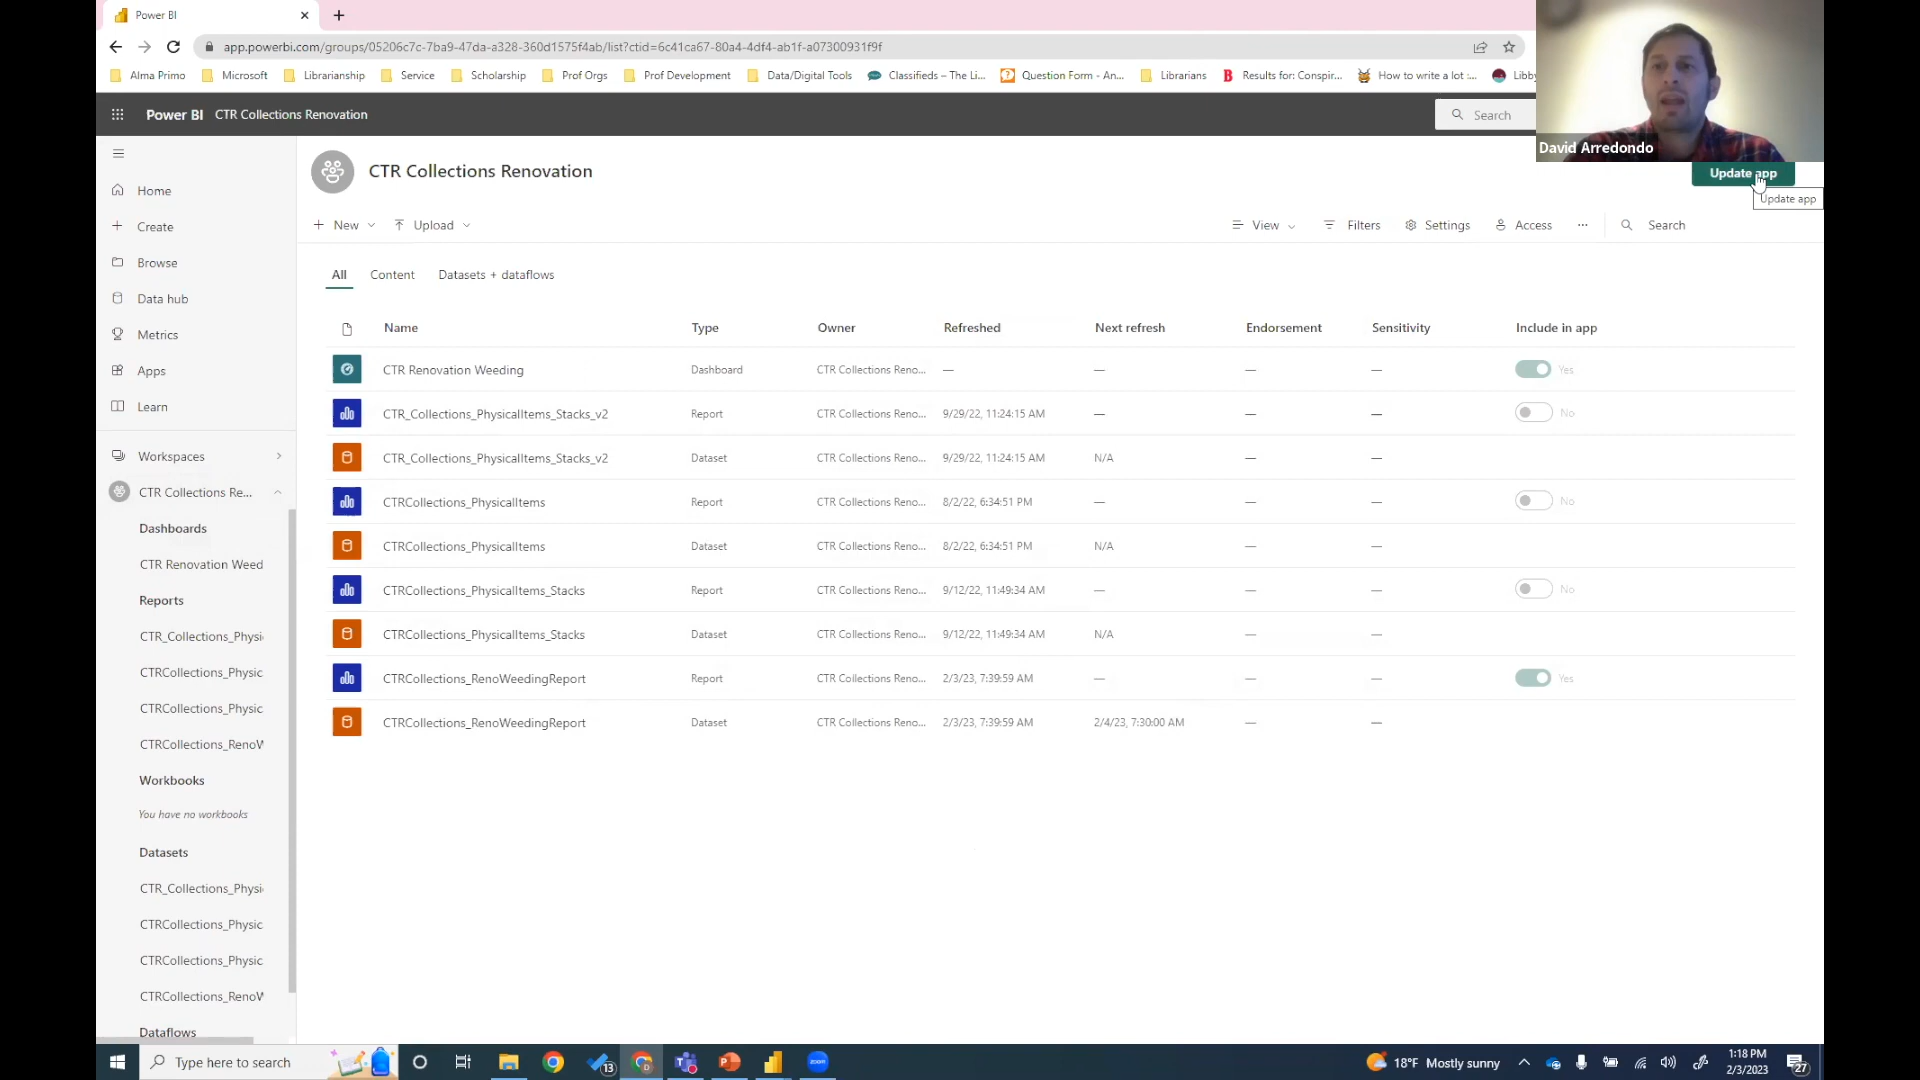 Power BI
app.powerbi.com/groups/05206c7c-7ba9-47da-a328-360d1575f4ab/list?ctid=6c41ca67-80a4-4df4-ab1f-a07300931f9f
Alma Primo Microsoft Librarianship Service Scholarship Prof Orgs Prof Development Data/Digital Tools Classifieds – The Li... Question Form - An... Librarians Results for: Conspir... How to write a lot :... Libby
Power BI CTR Collections Renovation Search
David Arredondo
CTR Collections Renovation
Update app
Update app
New Upload View Filters Settings Access ... Search
All Content Datasets + dataflows
Home
Create
Browse
Data hub
Metrics
Apps
Learn
Workspaces
CTR Collections Re...
Dashboards
CTR Renovation Weed
Reports
CTR_Collections_Physi
CTRCollections_Physic
CTRCollections_Physic
CTRCollections_RenoW
Workbooks
You have no workbooks
Datasets
CTR_Collections_Physi
CTRCollections_Physic
CTRCollections_Physic
CTRCollections_RenoW
Dataflows
Name Type Owner Refreshed Next refresh Endorsement Sensitivity Include in app
CTR Renovation Weeding Dashboard CTR Collections Reno... — — — — Yes
CTR_Collections_PhysicalItems_Stacks_v2 Report CTR Collections Reno... 9/29/22, 11:24:15 AM — — — No
CTR_Collections_PhysicalItems_Stacks_v2 Dataset CTR Collections Reno... 9/29/22, 11:24:15 AM N/A — —
CTRCollections_PhysicalItems Report CTR Collections Reno... 8/2/22, 6:34:51 PM — — — No
CTRCollections_PhysicalItems Dataset CTR Collections Reno... 8/2/22, 6:34:51 PM N/A — —
CTRCollections_PhysicalItems_Stacks Report CTR Collections Reno... 9/12/22, 11:49:34 AM — — — No
CTRCollections_PhysicalItems_Stacks Dataset CTR Collections Reno... 9/12/22, 11:49:34 AM N/A — —
CTRCollections_RenoWeedingReport Report CTR Collections Reno... 2/3/23, 7:39:59 AM — — — Yes
CTRCollections_RenoWeedingReport Dataset CTR Collections Reno... 2/3/23, 7:39:59 AM 2/4/23, 7:30:00 AM — —
Type here to search 13 zoom 18°F Mostly sunny 1:18 PM
2/3/2023 27